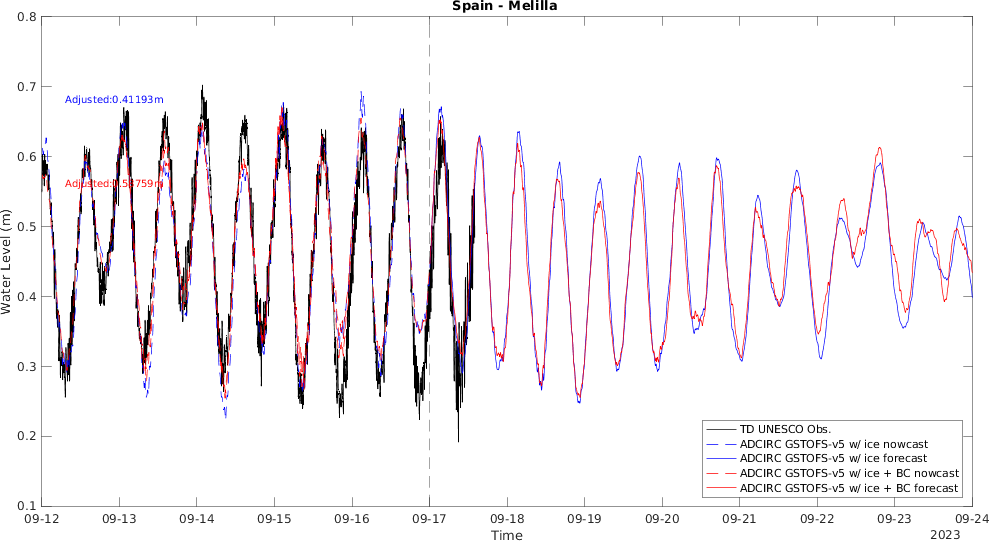 Spain - Melilla
0.8
0.7
0.6
0.5
0.4
0.3
0.2
0.1
Water Level (m)
Adjusted:0.41193m
Adjusted:0.53759m
TD UNESCO Obs.
ADCIRC GSTOFS-v5 w/ ice nowcast
ADCIRC GSTOFS-v5 w/ ice forecast
ADCIRC GSTOFS-v5 w/ ice + BC nowcast
ADCIRC GSTOFS-v5 w/ ice + BC forecast
09-12 09-13 09-14 09-15 09-16 09-17 09-18 09-19 09-20 09-21 09-22 09-23 09-24
Time
2023